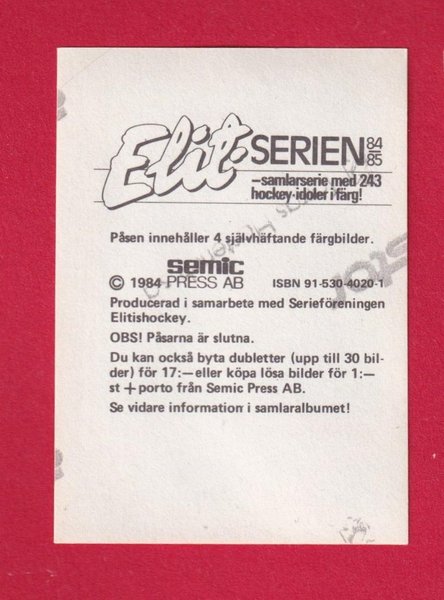 Elit-SERIEN 84/85
–samlarserie med 243
hockey-idoler i färg!
Påsen innehåller 4 självhäftande färgbilder.
semic
© 1984 PRESS AB ISBN 91-530-4020-1
Producerad i samarbete med Serieföreningen
Elitishockey.
OBS! Påsarna är slutna.
Du kan också byta dubletter (upp till 30 bil-
der) för 17:— eller köpa lösa bilder för 1:—
st + porto från Semic Press AB.
Se vidare information i samlaralbumet!